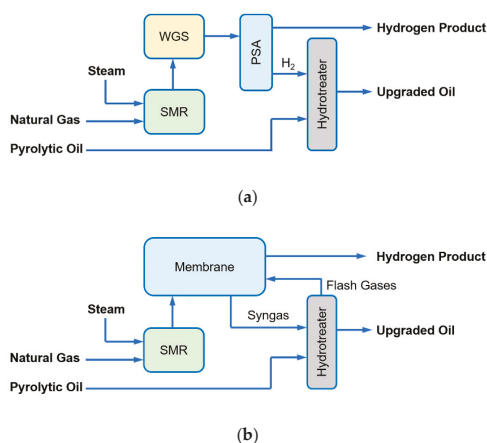 WGS
PSA
Hydrogen Product
Steam
H2
Hydrotreater
Upgraded Oil
SMR
Natural Gas
Pyrolytic Oil
(a)
Membrane
Hydrogen Product
Flash Gases
Steam
Syngas
Hydrotreater
Upgraded Oil
SMR
Natural Gas
Pyrolytic Oil
(b)